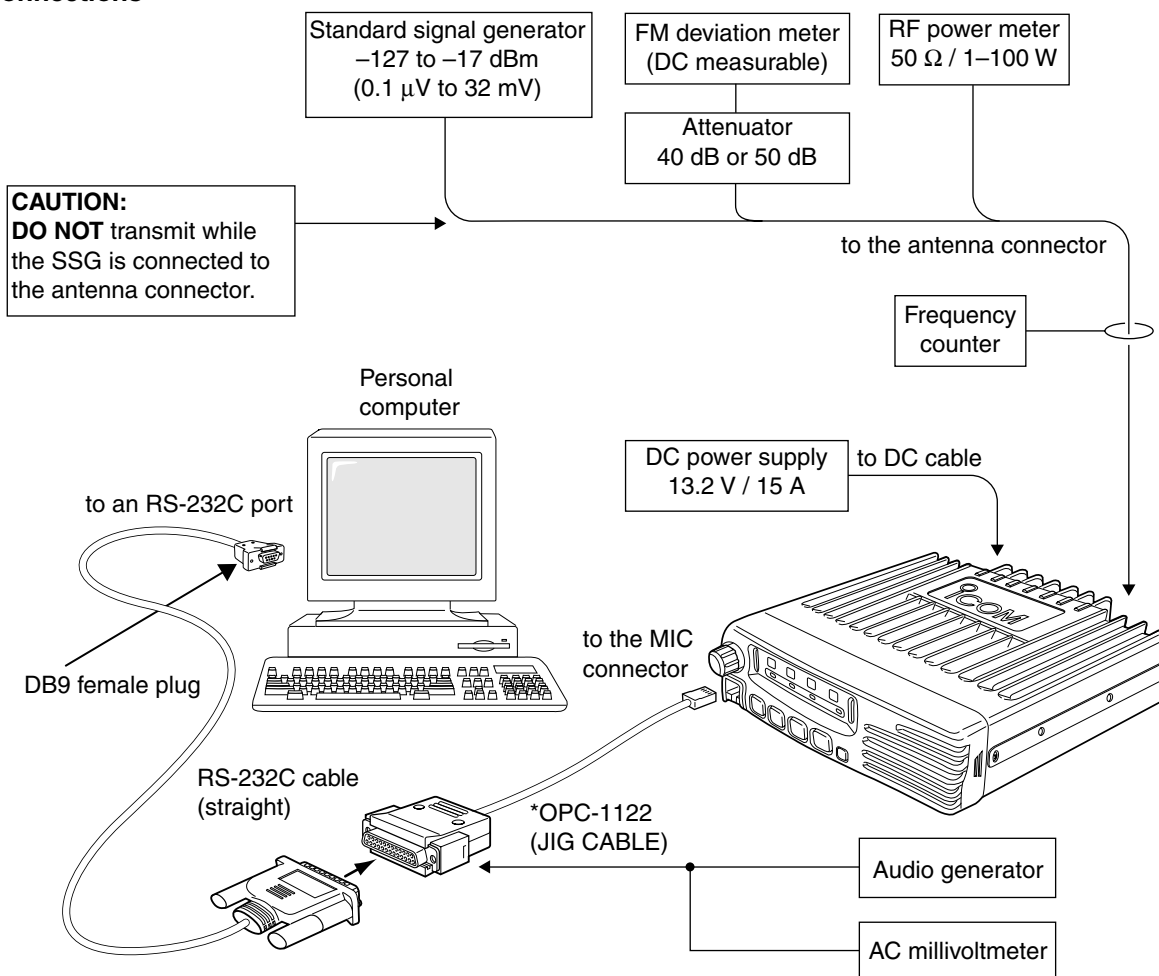 Standard signal generator
–127 to –17 dBm
(0.1 µV to 32 mV)
FM deviation meter
(DC measurable)
RF power meter
50 Ω / 1–100 W
Attenuator
40 dB or 50 dB
CAUTION:
DO NOT transmit while
the SSG is connected to
the antenna connector.
to the antenna connector
Frequency
counter
Personal
computer
DC power supply
13.2 V / 15 A
to DC cable
to an RS-232C port
to the MIC
connector
ICOM
DB9 female plug
RS-232C cable
(straight)
*OPC-1122
(JIG CABLE)
Audio generator
AC millivoltmeter